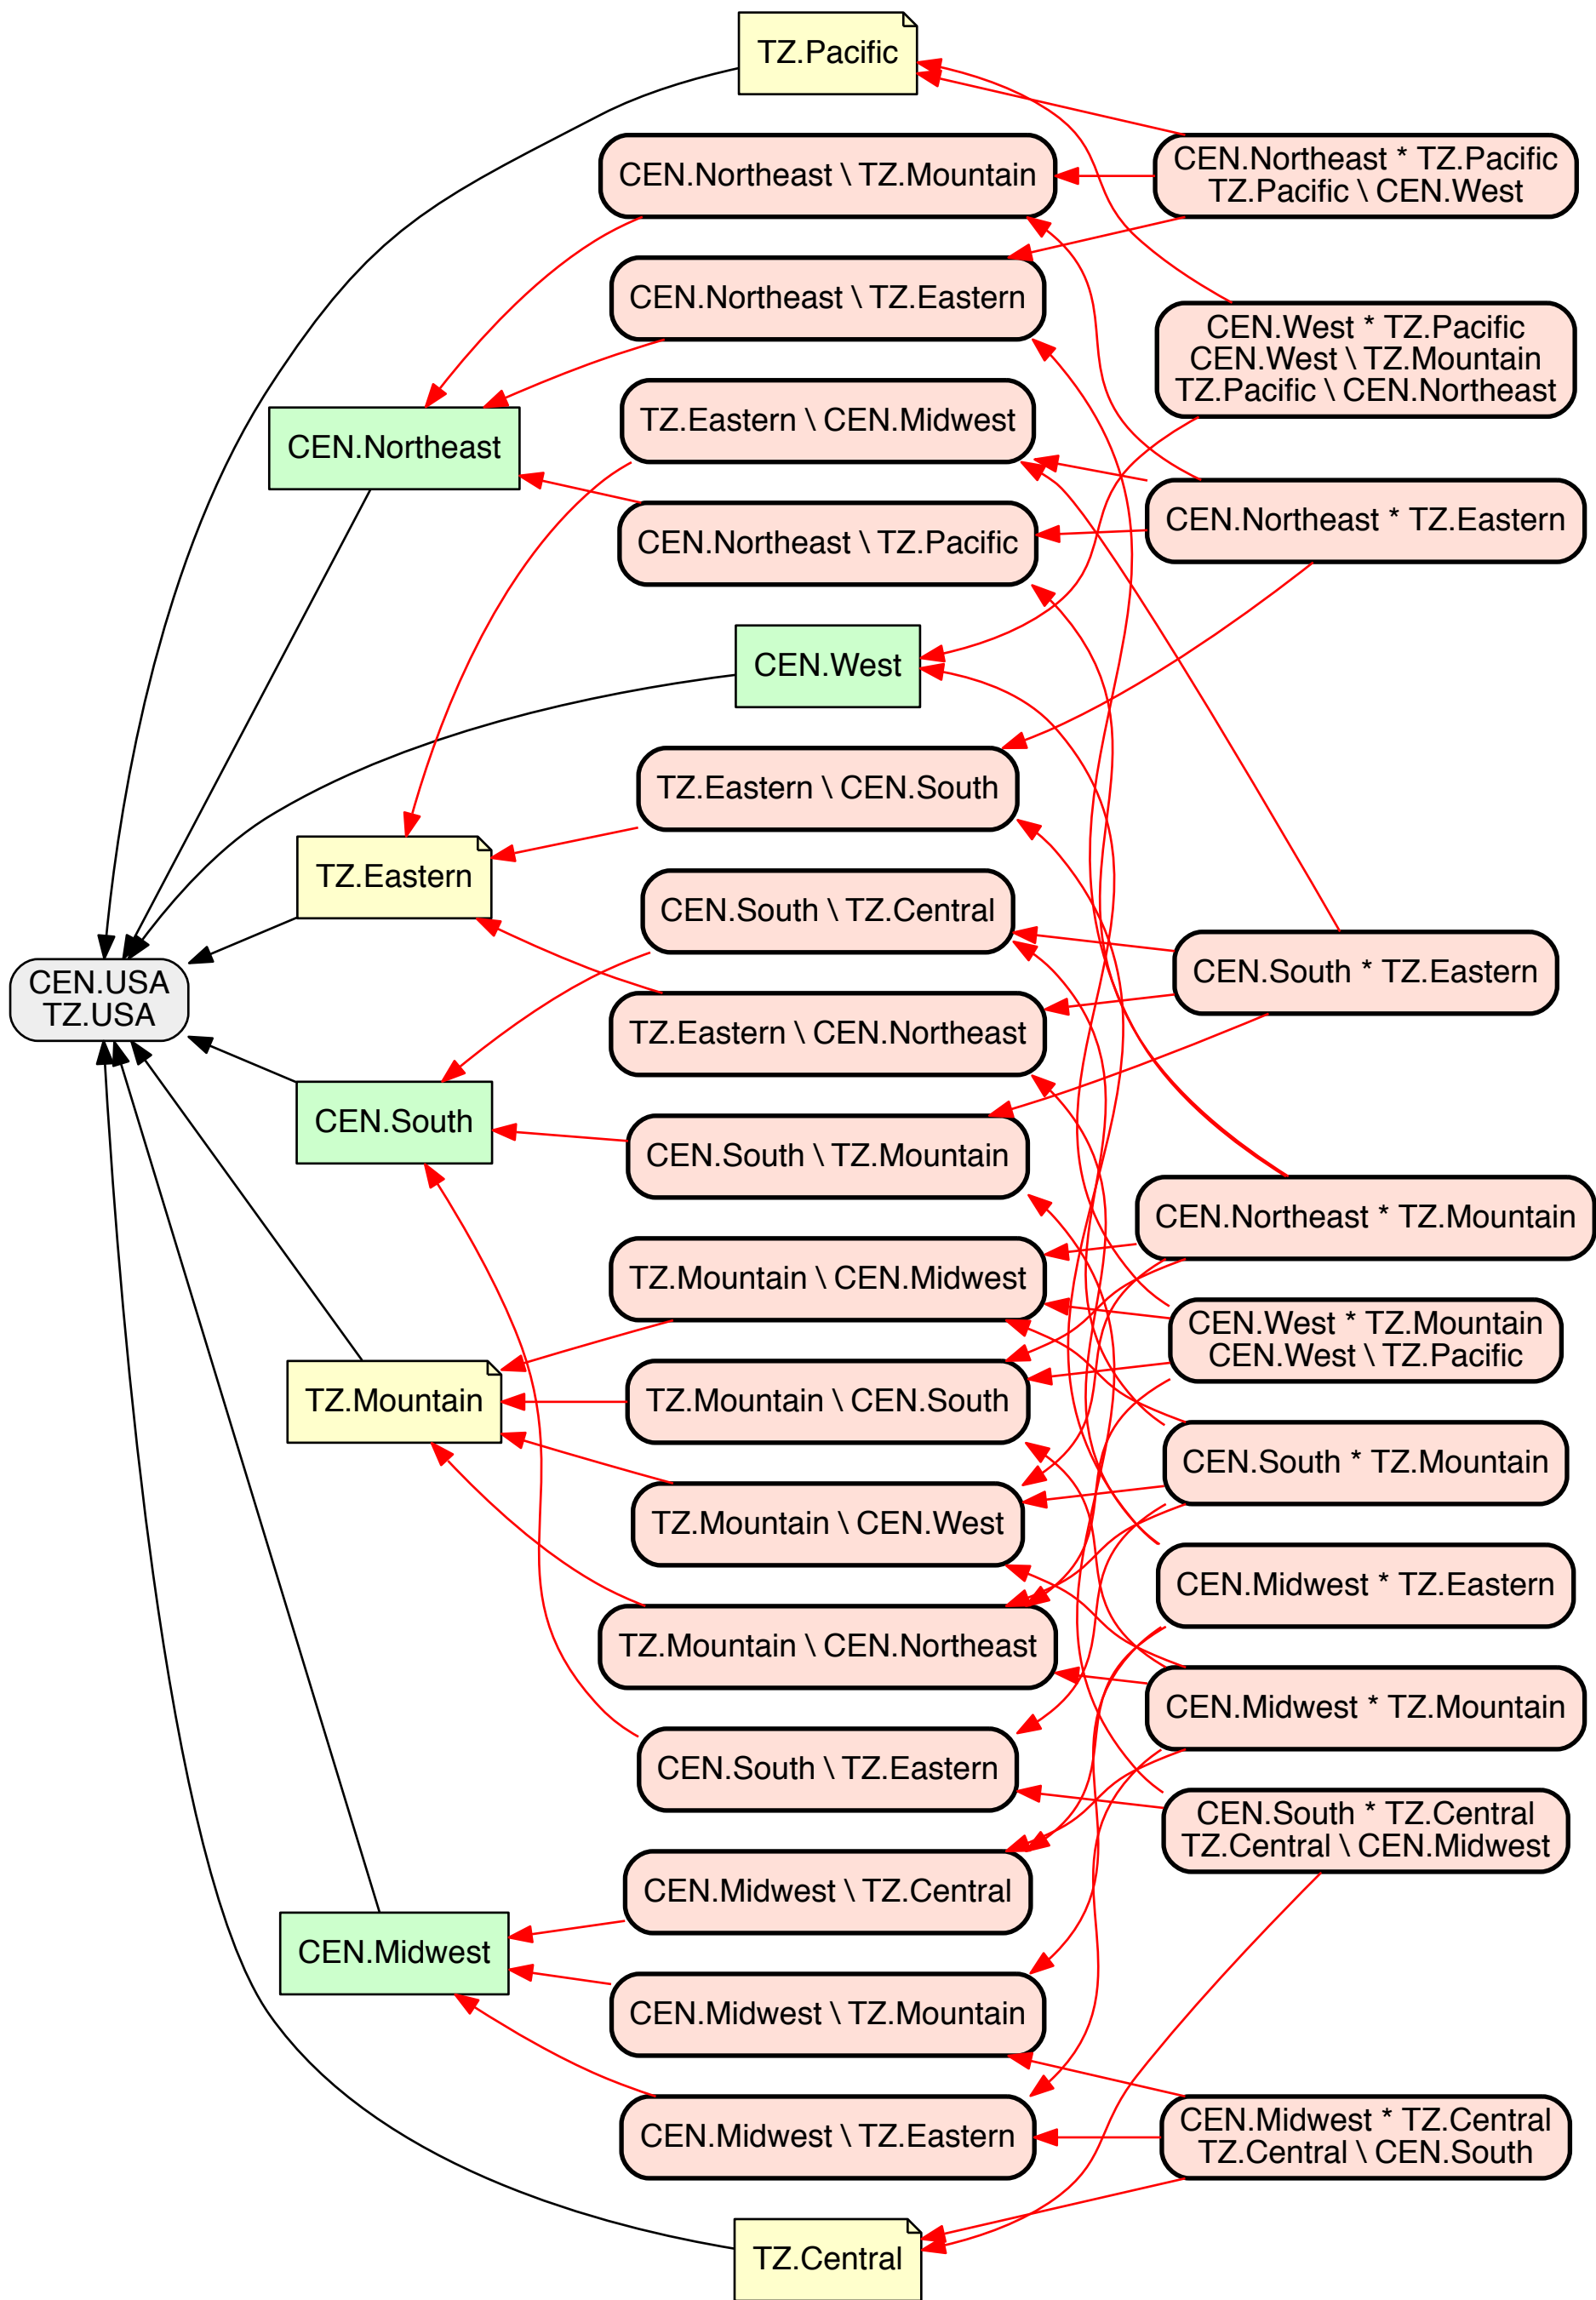 TZ.Pacific
CEN.Northeast \ TZ.Mountain
CEN.Northeast * TZ.Pacific
TZ.Pacific \ CEN.West
CEN.Northeast \ TZ.Eastern
CEN.West * TZ.Pacific
CEN.West \ TZ.Mountain
TZ.Pacific \ CEN.Northeast
TZ.Eastern \ CEN.Midwest
CEN.Northeast
CEN.Northeast * TZ.Eastern
CEN.Northeast \ TZ.Pacific
CEN.West
TZ.Eastern \ CEN.South
TZ.Eastern
CEN.South \ TZ.Central
CEN.South * TZ.Eastern
CEN.USA
TZ.USA
TZ.Eastern \ CEN.Northeast
CEN.South
CEN.South \ TZ.Mountain
CEN.Northeast * TZ.Mountain
TZ.Mountain \ CEN.Midwest
CEN.West * TZ.Mountain
CEN.West \ TZ.Pacific
TZ.Mountain
TZ.Mountain \ CEN.South
CEN.South * TZ.Mountain
TZ.Mountain \ CEN.West
CEN.Midwest * TZ.Eastern
TZ.Mountain \ CEN.Northeast
CEN.Midwest * TZ.Mountain
CEN.South \ TZ.Eastern
CEN.South * TZ.Central
TZ.Central \ CEN.Midwest
CEN.Midwest \ TZ.Central
CEN.Midwest
CEN.Midwest \ TZ.Mountain
CEN.Midwest \ TZ.Eastern
CEN.Midwest * TZ.Central
TZ.Central \ CEN.South
TZ.Central